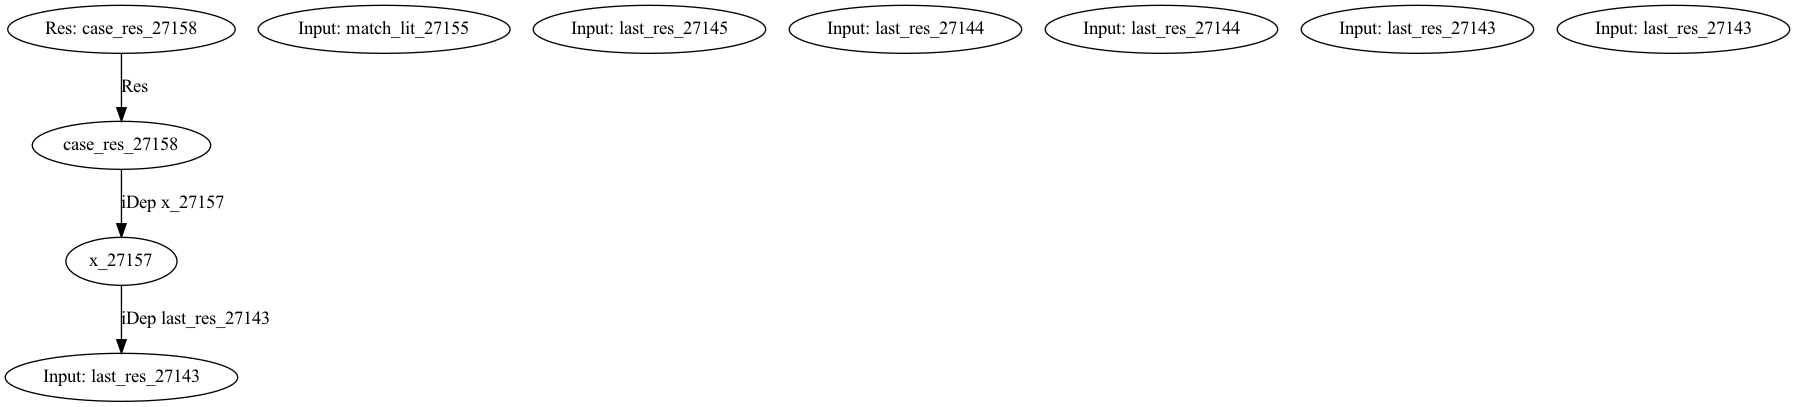 Res: case_res_27158
Input: match_lit_27155
Input: last_res_27145
Input: last_res_27144
Input: last_res_27144
Input: last_res_27143
Input: last_res_27143
Res
case_res_27158
iDep x_27157
x_27157
iDep last_res_27143
Input: last_res_27143